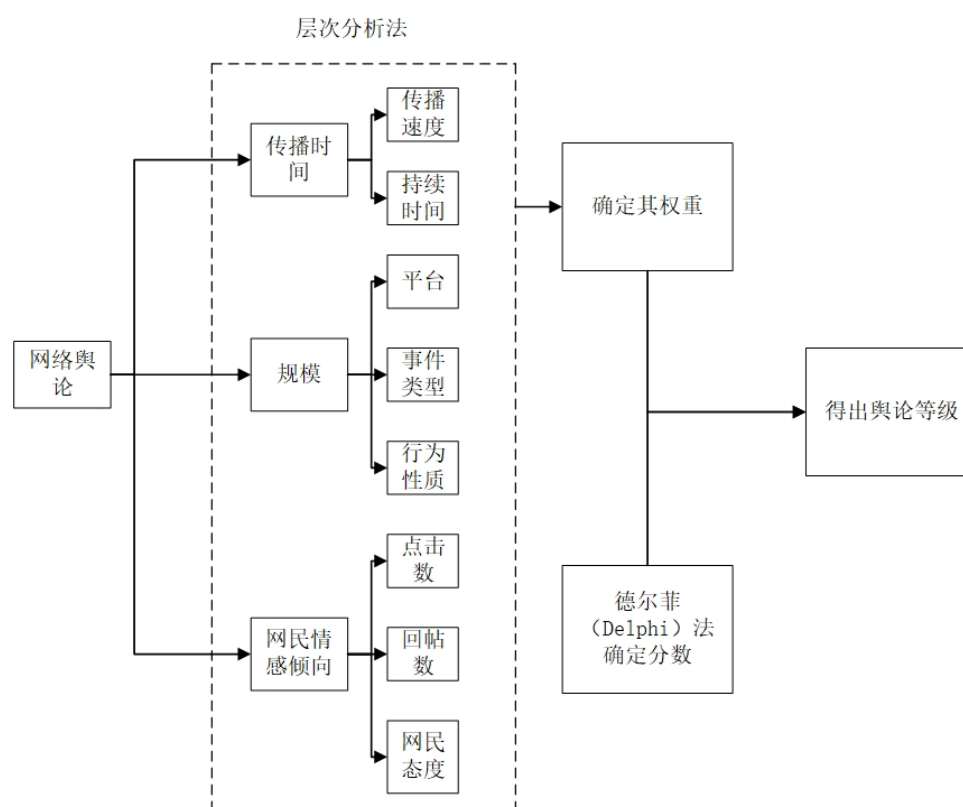 层次分析法
网络舆
论
传播时
间
传播
速度
持续
时间
规模
平台
事件
类型
行为
性质
网民情
感倾向
点击
数
回帖
数
网民
态度
确定其权重
德尔菲
（Delphi）法
确定分数
得出舆论等级